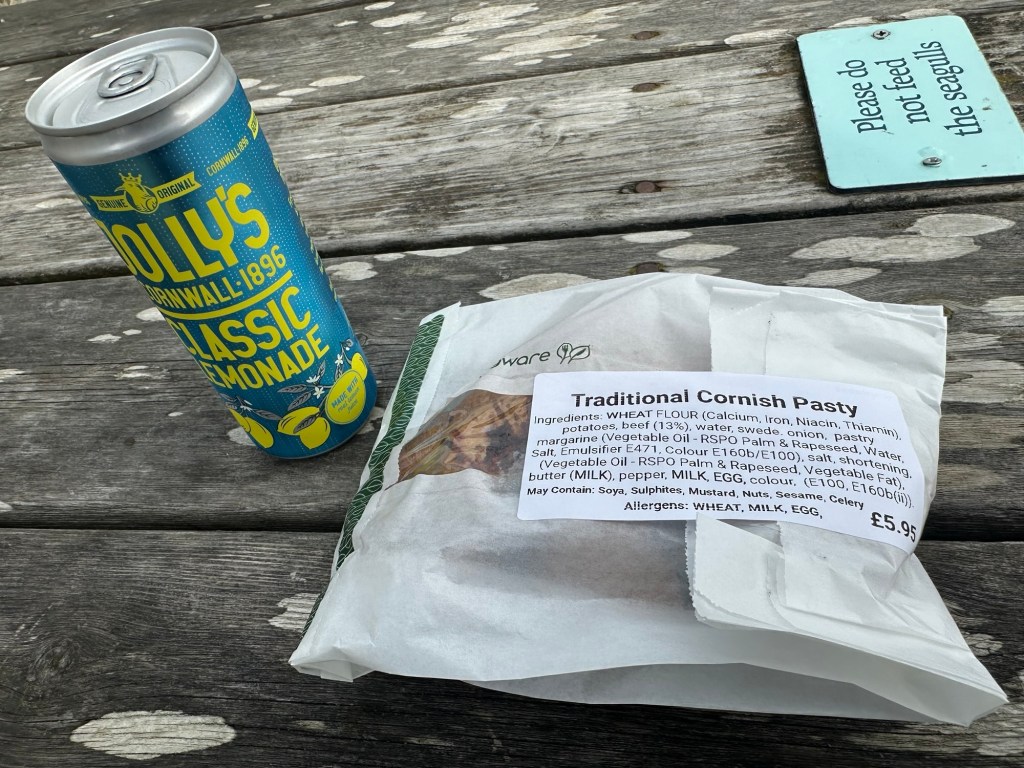 GENUINE ORIGINAL
CORNWALL·1896
JOLLY'S
CORNWALL·1896
CLASSIC
LEMONADE
MADE WITH
Please do
not feed
the seagulls
ware
Traditional Cornish Pasty
Ingredients: WHEAT FLOUR (Calcium, Iron, Niacin, Thiamin),
potatoes, beef (13%), water, swede. onion, pastry
margarine (Vegetable Oil - RSPO Palm & Rapeseed, Water,
Salt, Emulsifier E471, Colour E160b/E100), salt, shortening,
(Vegetable Oil - RSPO Palm & Rapeseed, Vegetable Fat),
butter (MILK), pepper, MILK, EGG, colour, (E100, E160b(ii)).
May Contain: Soya, Sulphites, Mustard, Nuts, Sesame, Celery
Allergens: WHEAT, MILK, EGG,
£5.95